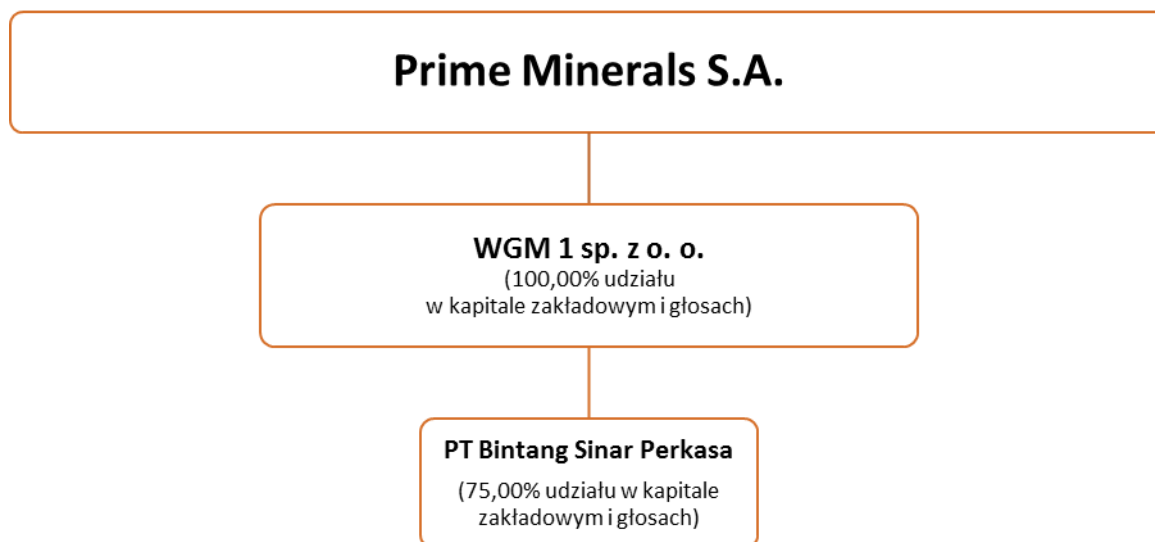 Prime Minerals S.A.
WGM 1 sp. z o. o.
(100,00% udziału
w kapitale zakładowym i głosach)
PT Bintang Sinar Perkasa
(75,00% udziału w kapitale
zakładowym i głosach)